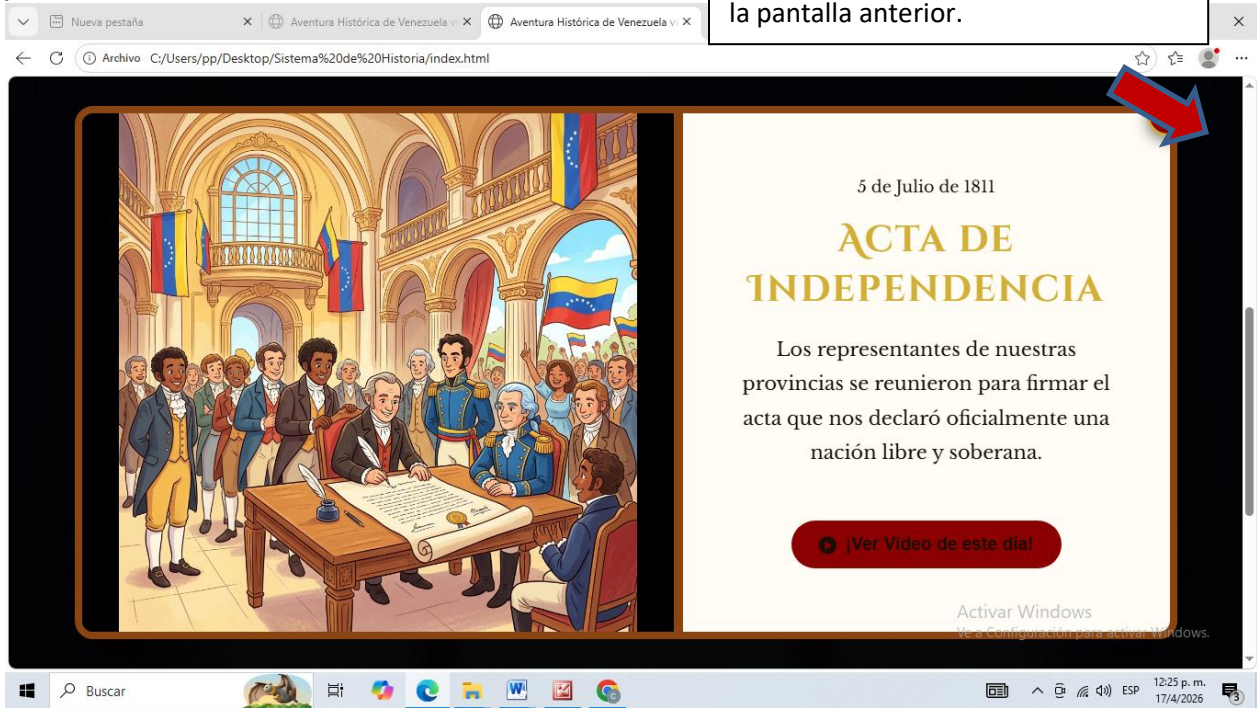 la pantalla anterior.
Nueva pestaña
Aventura Histórica de Venezuela
Aventura Histórica de Venezuela
Archivo C:/Users/pp/Desktop/Sistema%20de%20Historia/index.html
5 de Julio de 1811
ACTA DE
INDEPENDENCIA
Los representantes de nuestras
provincias se reunieron para firmar el
acta que nos declaró oficialmente una
nación libre y soberana.
¡Ver Video de este día!
Activar Windows
Ve a Configuración para activar Windows.
Buscar
ESP
12:25 p. m.
17/4/2026
3